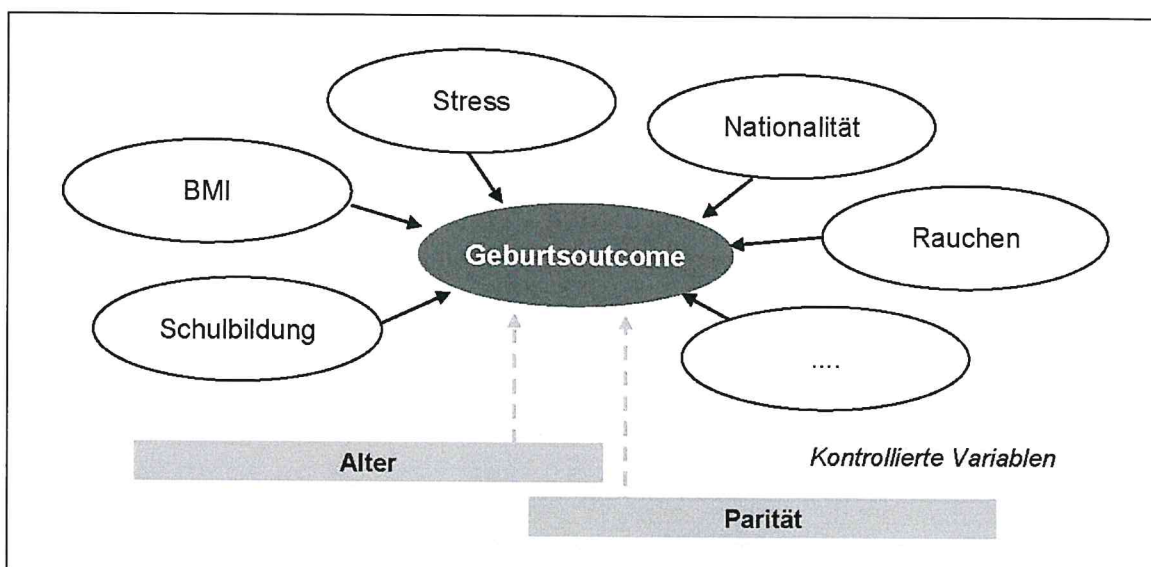 Stress
Nationalität
BMI
Rauchen
Geburtsoutcome
Schulbildung
....
Alter
Kontrollierte Variablen
Parität